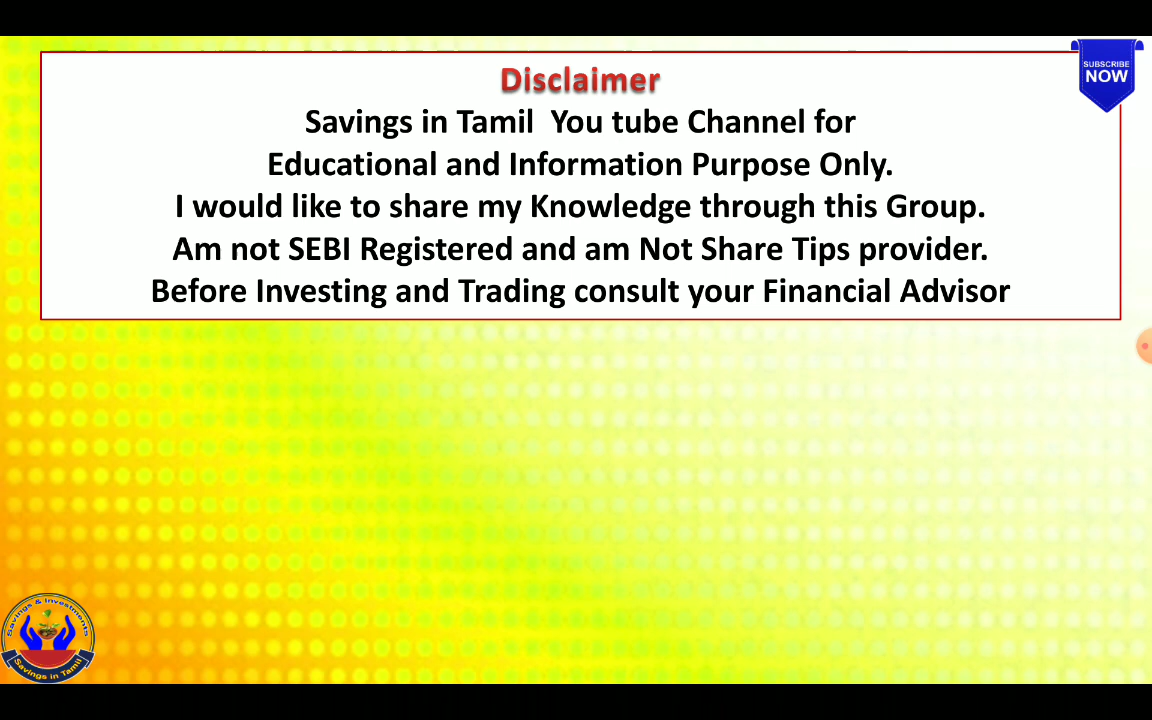 Disclaimer
Savings in Tamil You tube Channel for
Educational and Information Purpose Only.
I would like to share my Knowledge through this Group.
Am not SEBI Registered and am Not Share Tips provider.
Before Investing and Trading consult your Financial Advisor
SUBSCRIBE
NOW
Savings & Investments
Savings in Tamil